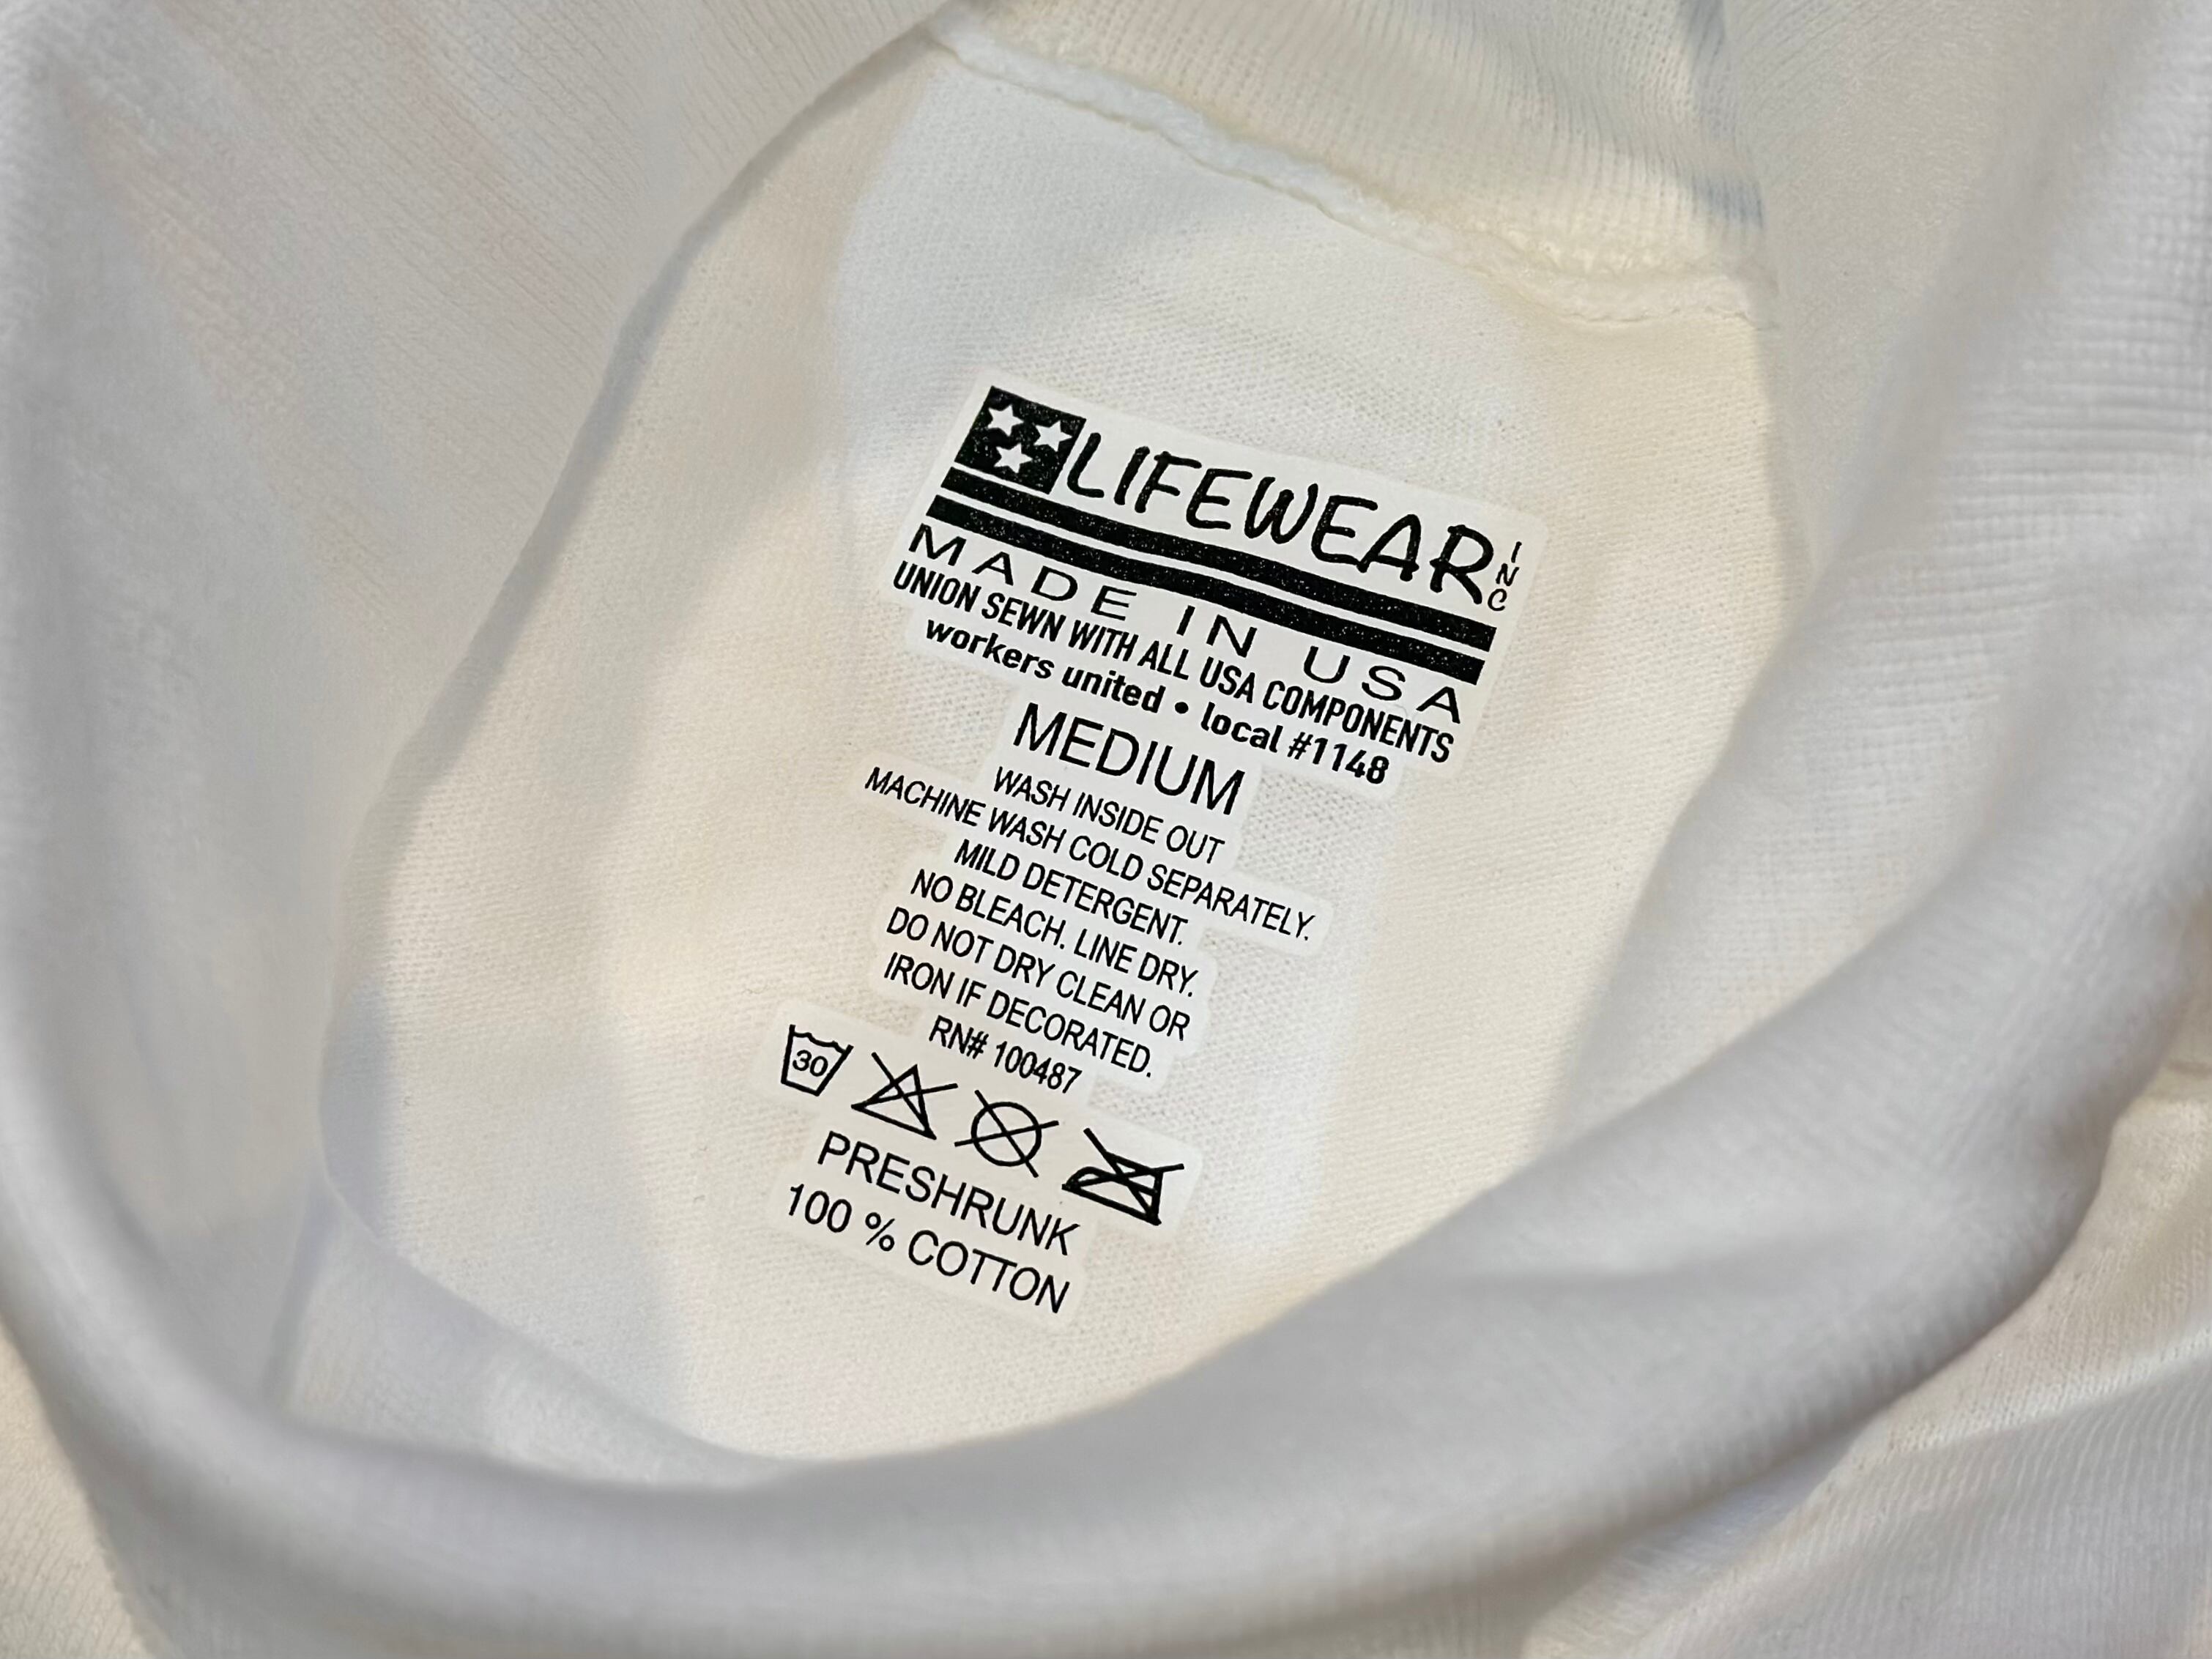 LIFEWEAR INC
MADE IN USA
UNION SEWN WITH ALL USA COMPONENTS
workers united • local #1148
MEDIUM
WASH INSIDE OUT
MACHINE WASH COLD SEPARATELY.
MILD DETERGENT.
NO BLEACH. LINE DRY.
DO NOT DRY CLEAN OR
IRON IF DECORATED.
RN# 100487
30
PRESHRUNK
100 % COTTON